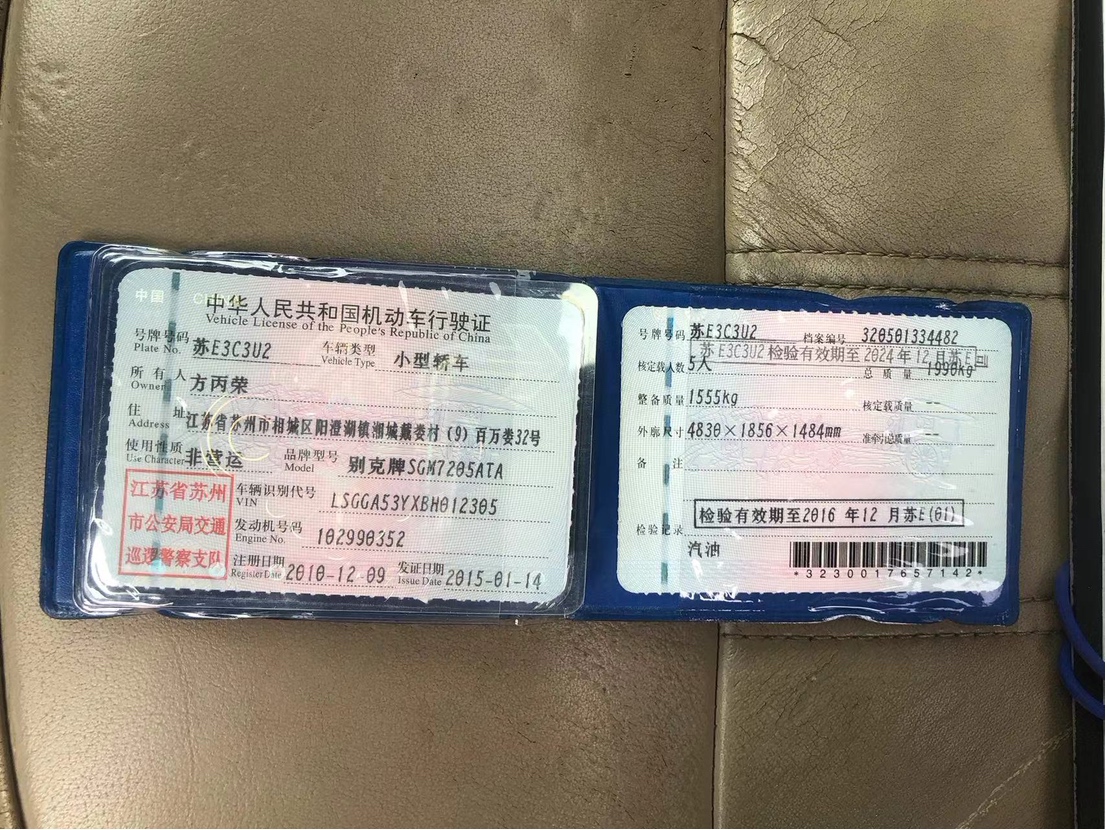 中国 CHINA
中华人民共和国机动车行驶证
Vehicle License of the People's Republic of China
号牌号码 苏E3C3U2 车辆类型 小型轿车
Plate No. Vehicle Type
所有人 方丙荣
Owner
住址 江苏省苏州市相城区阳澄湖镇湘城戴娄村(9)百万娄32号
Address
使用性质 非营运 品牌型号 别克牌SGM7205ATA
Use Character Model
江苏省苏州
市公安局交通
巡逻警察支队
车辆识别代号 LSGGA53YXBH012305
VIN
发动机号码 102990352
Engine No.
注册日期 2010-12-09 发证日期 2015-01-14
Register Date Issue Date
号牌号码 苏E3C3U2 档案编号 320501334482
苏E3C3U2检验有效期至2024年12月苏E
核定载人数 5人 总质量 1990kg
整备质量 1555kg 核定载质量 --
外廓尺寸 4830×1856×1484mm 准牵引总质量 --
备注
检验记录 检验有效期至2016年12月苏E(01)
汽油
*3230017657142*